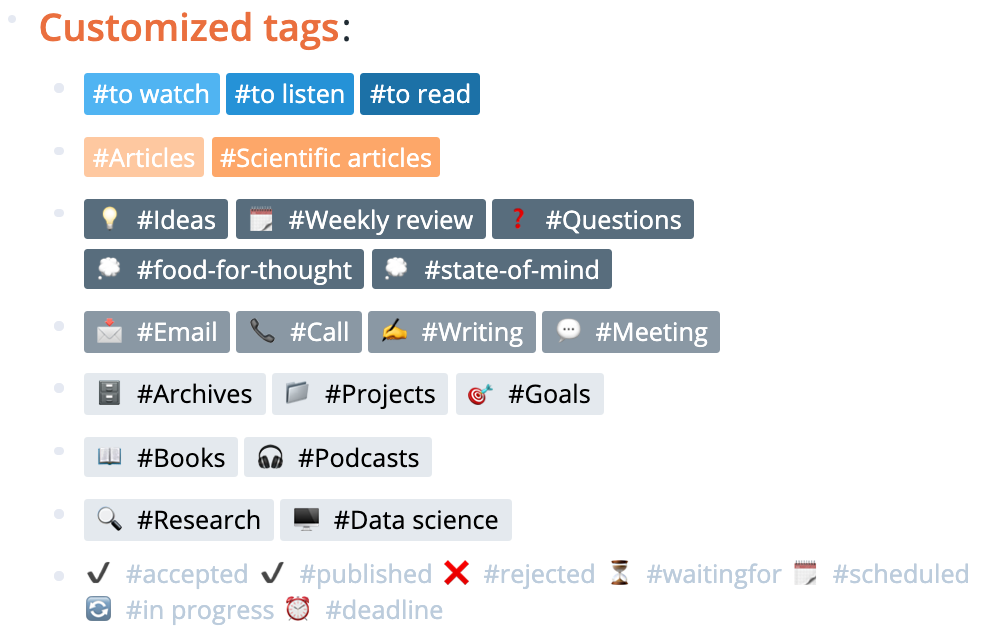 Customized tags:
#to watch #to listen #to read
#Articles #Scientific articles
#Ideas #Weekly review #Questions
#food-for-thought #state-of-mind
#Email #Call #Writing #Meeting
#Archives #Projects #Goals
#Books #Podcasts
#Research #Data science
#accepted #published #rejected #waitingfor #scheduled
#in progress #deadline